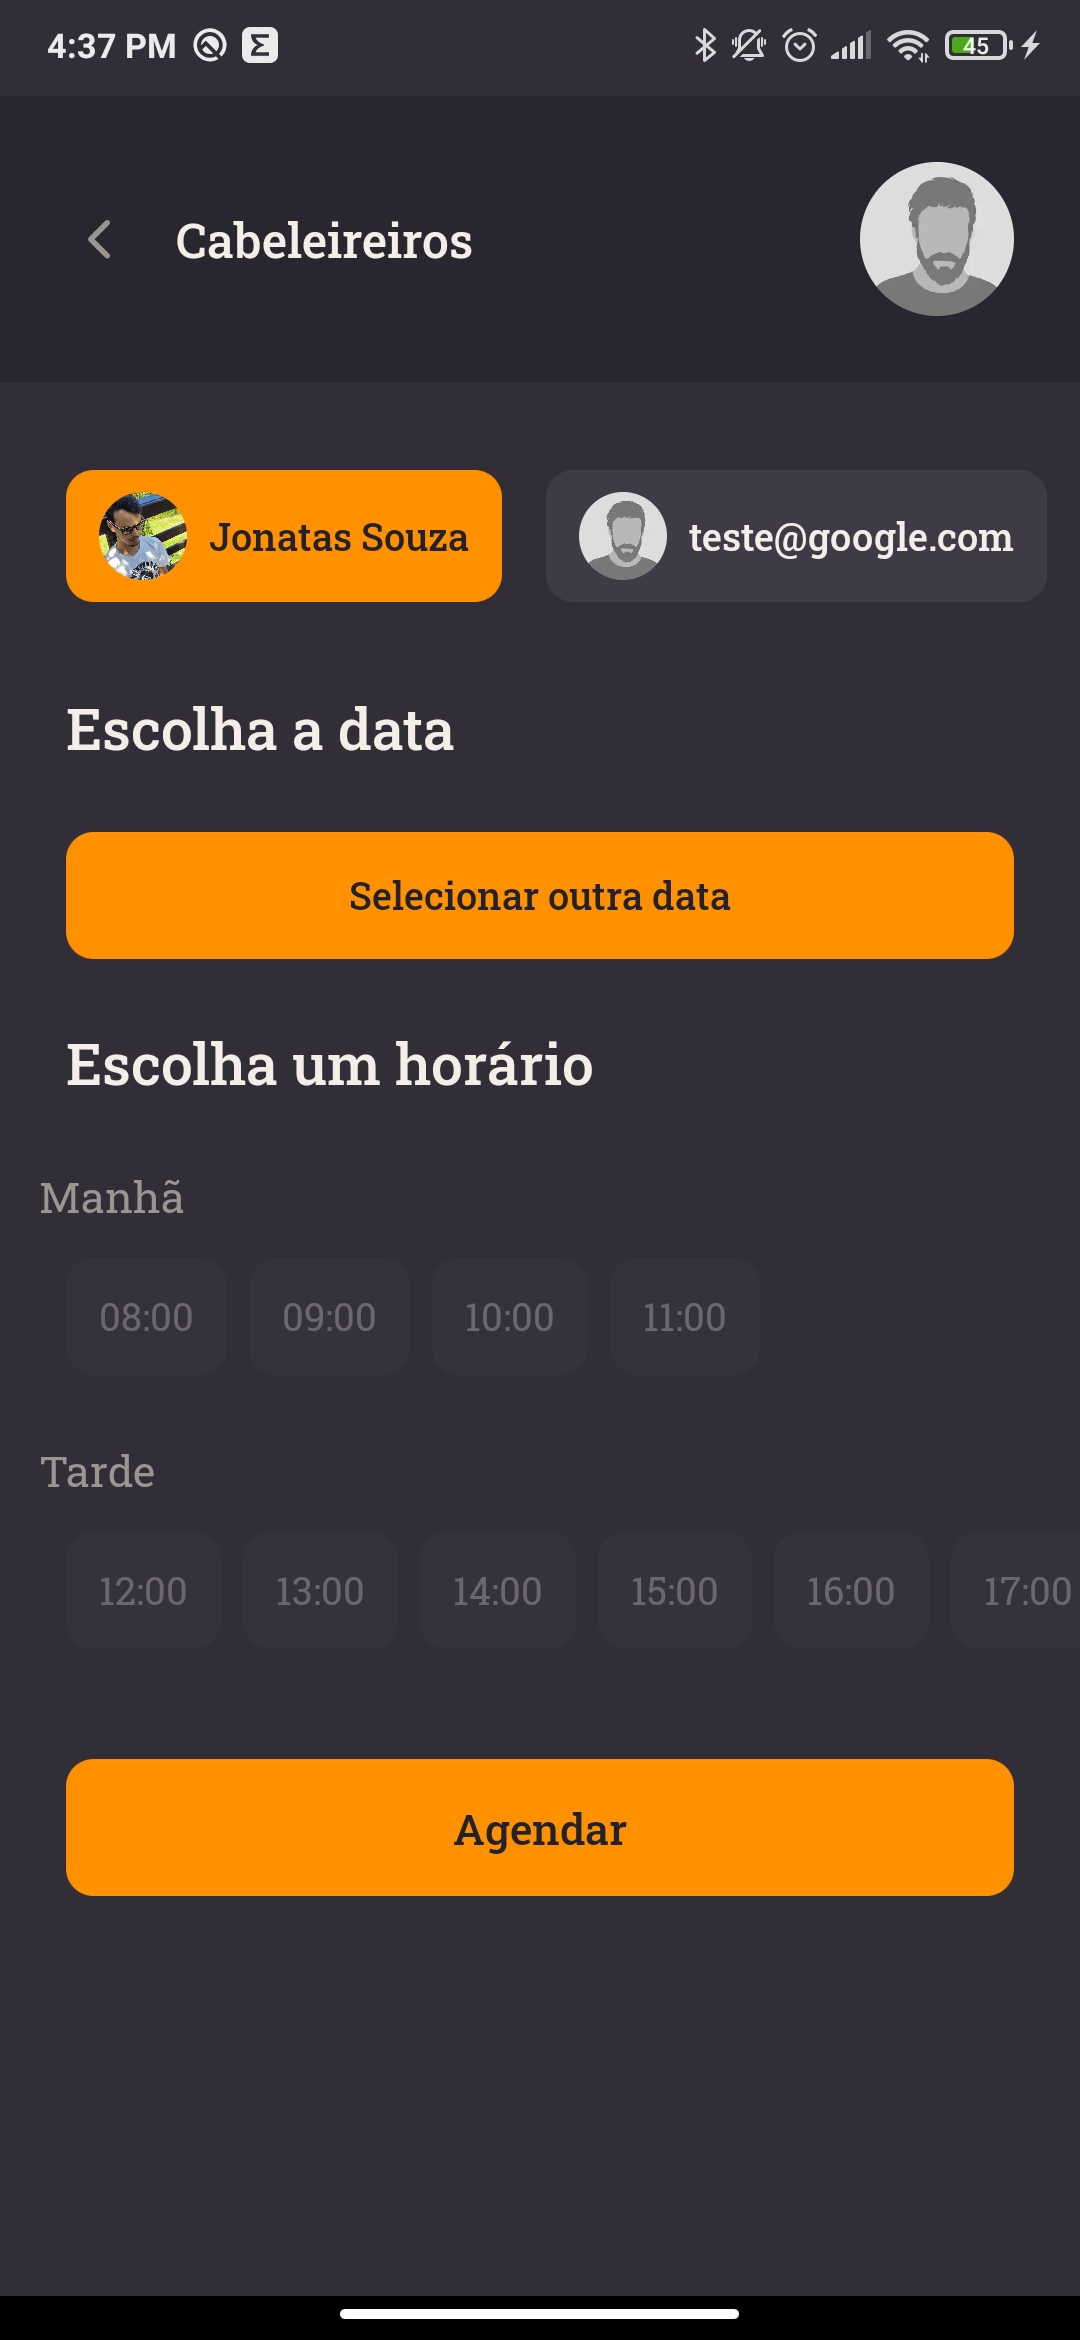 4:37 PM
45
Cabeleireiros
Jonatas Souza
teste@google.com
Escolha a data
Selecionar outra data
Escolha um horário
Manhã
08:00 09:00 10:00 11:00
Tarde
12:00 13:00 14:00 15:00 16:00 17:00
Agendar